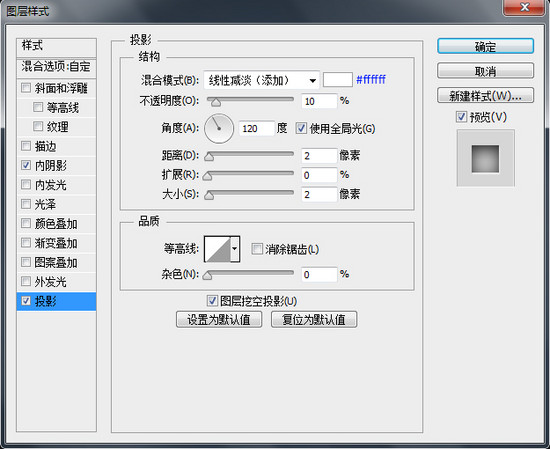 图层样式
样式
混合选项:自定
斜面和浮雕
等高线
纹理
描边
内阴影
内发光
光泽
颜色叠加
渐变叠加
图案叠加
外发光
投影
投影
结构
混合模式(B): 线性减淡（添加） #ffffff
不透明度(O): 10 %
角度(A): 120 度 使用全局光(G)
距离(D): 2 像素
扩展(R): 0 %
大小(S): 2 像素
品质
等高线: 消除锯齿(L)
杂色(N): 0 %
图层挖空投影(U)
设置为默认值 复位为默认值
确定
取消
新建样式(W)...
预览(V)